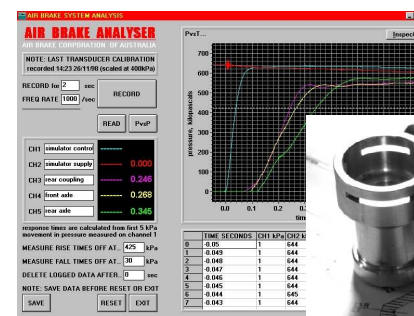 AIR BRAKE SYSTEM ANALYSIS
AIR BRAKE ANALYSER
AIR BRAKE CORPORATION OF AUSTRALIA
NOTE: LAST TRANSDUCER CALIBRATION
recorded 14:23 26/11/98 (scaled at 400kPa)
RECORD for 2 sec
FREQ RATE 1000 /sec
RECORD
READ PvsP
CH1 simulator control
CH2 simulator supply 0.000
CH3 rear coupling 0.246
CH4 front axle 0.268
CH5 rear axle 0.345
response times are calculated from first 5 kPa
movement in pressure measured on channel 1
MEASURE RISE TIMES OFF AT.. 425 kPa
MEASURE FALL TIMES OFF AT.. 30 kPa
DELETE LOGGED DATA AFTER.. 0 sec
NOTE: SAVE DATA BEFORE RESET OR EXIT
SAVE RESET EXIT
PvsT...
Inspect
pressure, kilopascals
700
600
500
400
300
200
100
0
0.0 0.1 0.2
TIME SECONDS CH1 kPa CH2
0 -0.05 1 644
1 -0.049 1 644
2 -0.048 1 644
3 -0.047 1 644
4 -0.046 1 644
5 -0.045 1 644
6 -0.044 1 645
7 -0.043 1 644